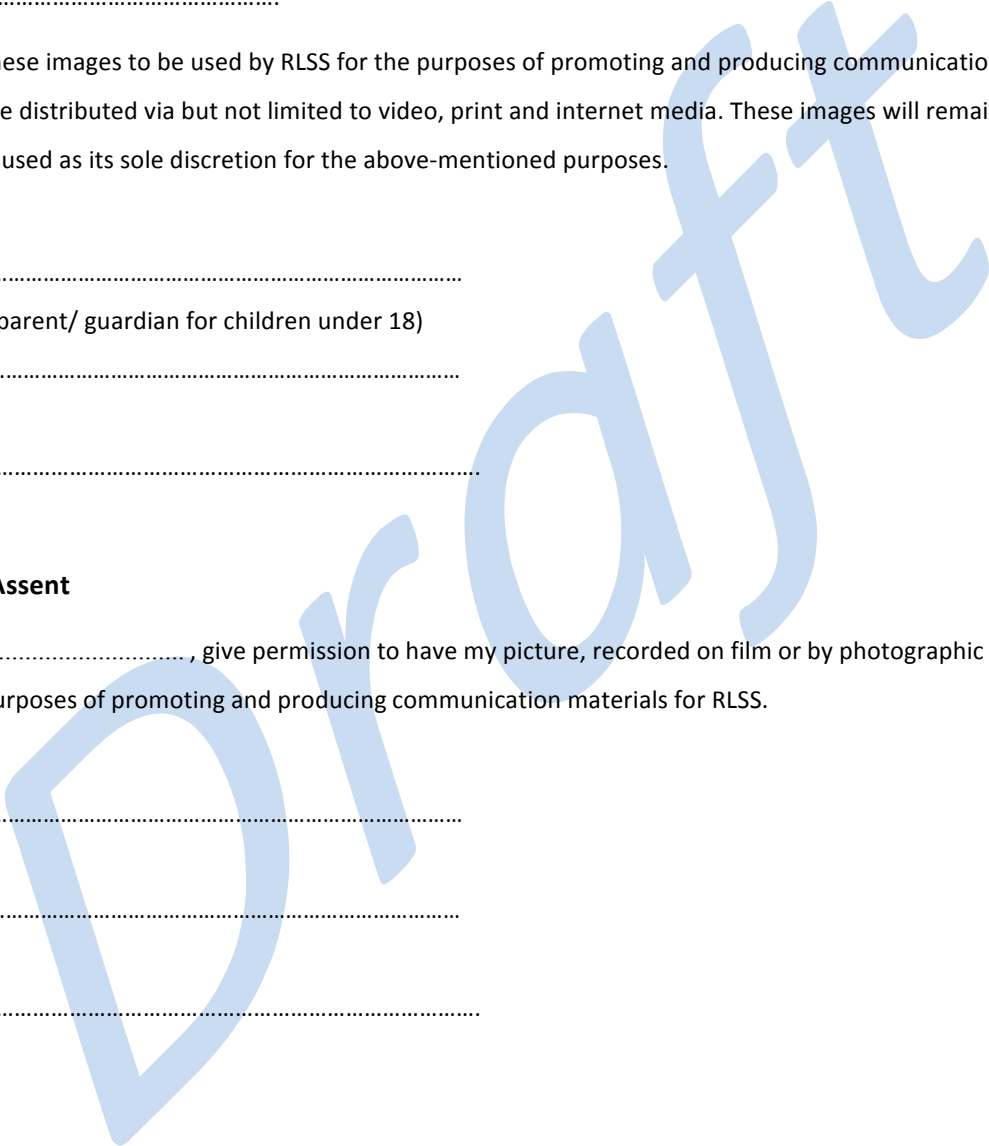 ……………………………………….
hese images to be used by RLSS for the purposes of promoting and producing communicatio
e distributed via but not limited to video, print and internet media. These images will remai
used as its sole discretion for the above-mentioned purposes.
……………………………………………………………………
parent/ guardian for children under 18)
……………………………………………………………………
……………………………………………………………………….
Assent
............................ , give permission to have my picture, recorded on film or by photographic
urposes of promoting and producing communication materials for RLSS.
……………………………………………………………………
……………………………………………………………………
……………………………………………………………………….
Draft